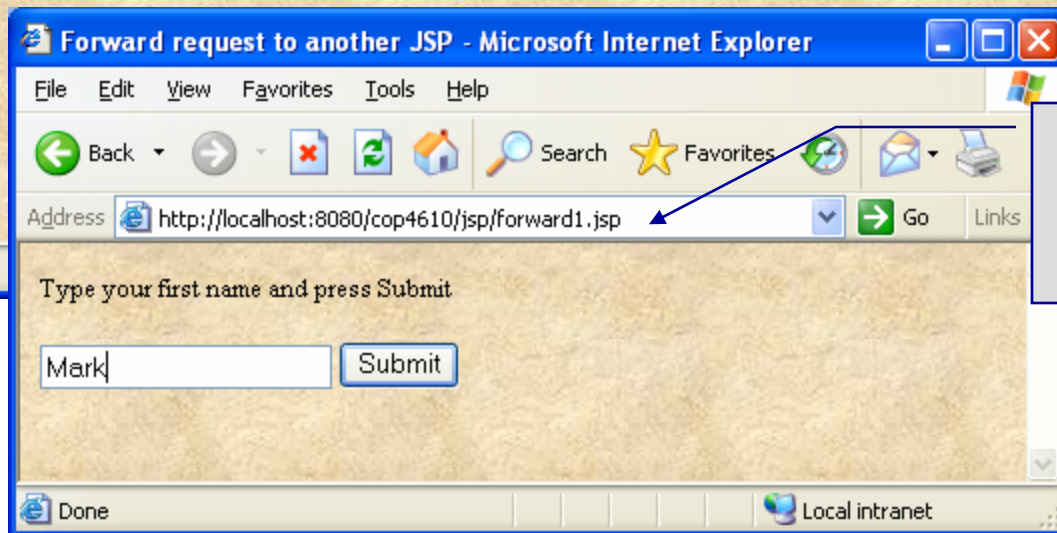 Forward request to another JSP - Microsoft Internet Explorer
File Edit View Favorites Tools Help
Back Search Favorites
Address http://localhost:8080/cop4610/jsp/forward1.jsp Go Links
Type your first name and press Submit
Mark Submit
Done Local intranet